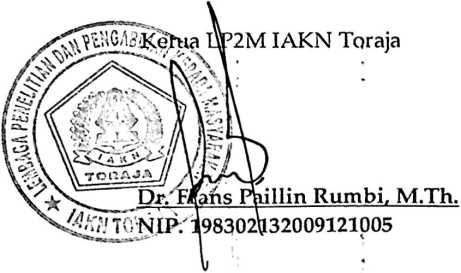 Ketua LP2M IAKN Toraja
LEMBAGA PENELITIAN DAN PENGABDIAN KEPADA MASYARAKAT
IAKN
TORAJA
IAKN TORAJA
Dr. Frans Paillin Rumbi, M.Th.
NIP. 198302132009121005